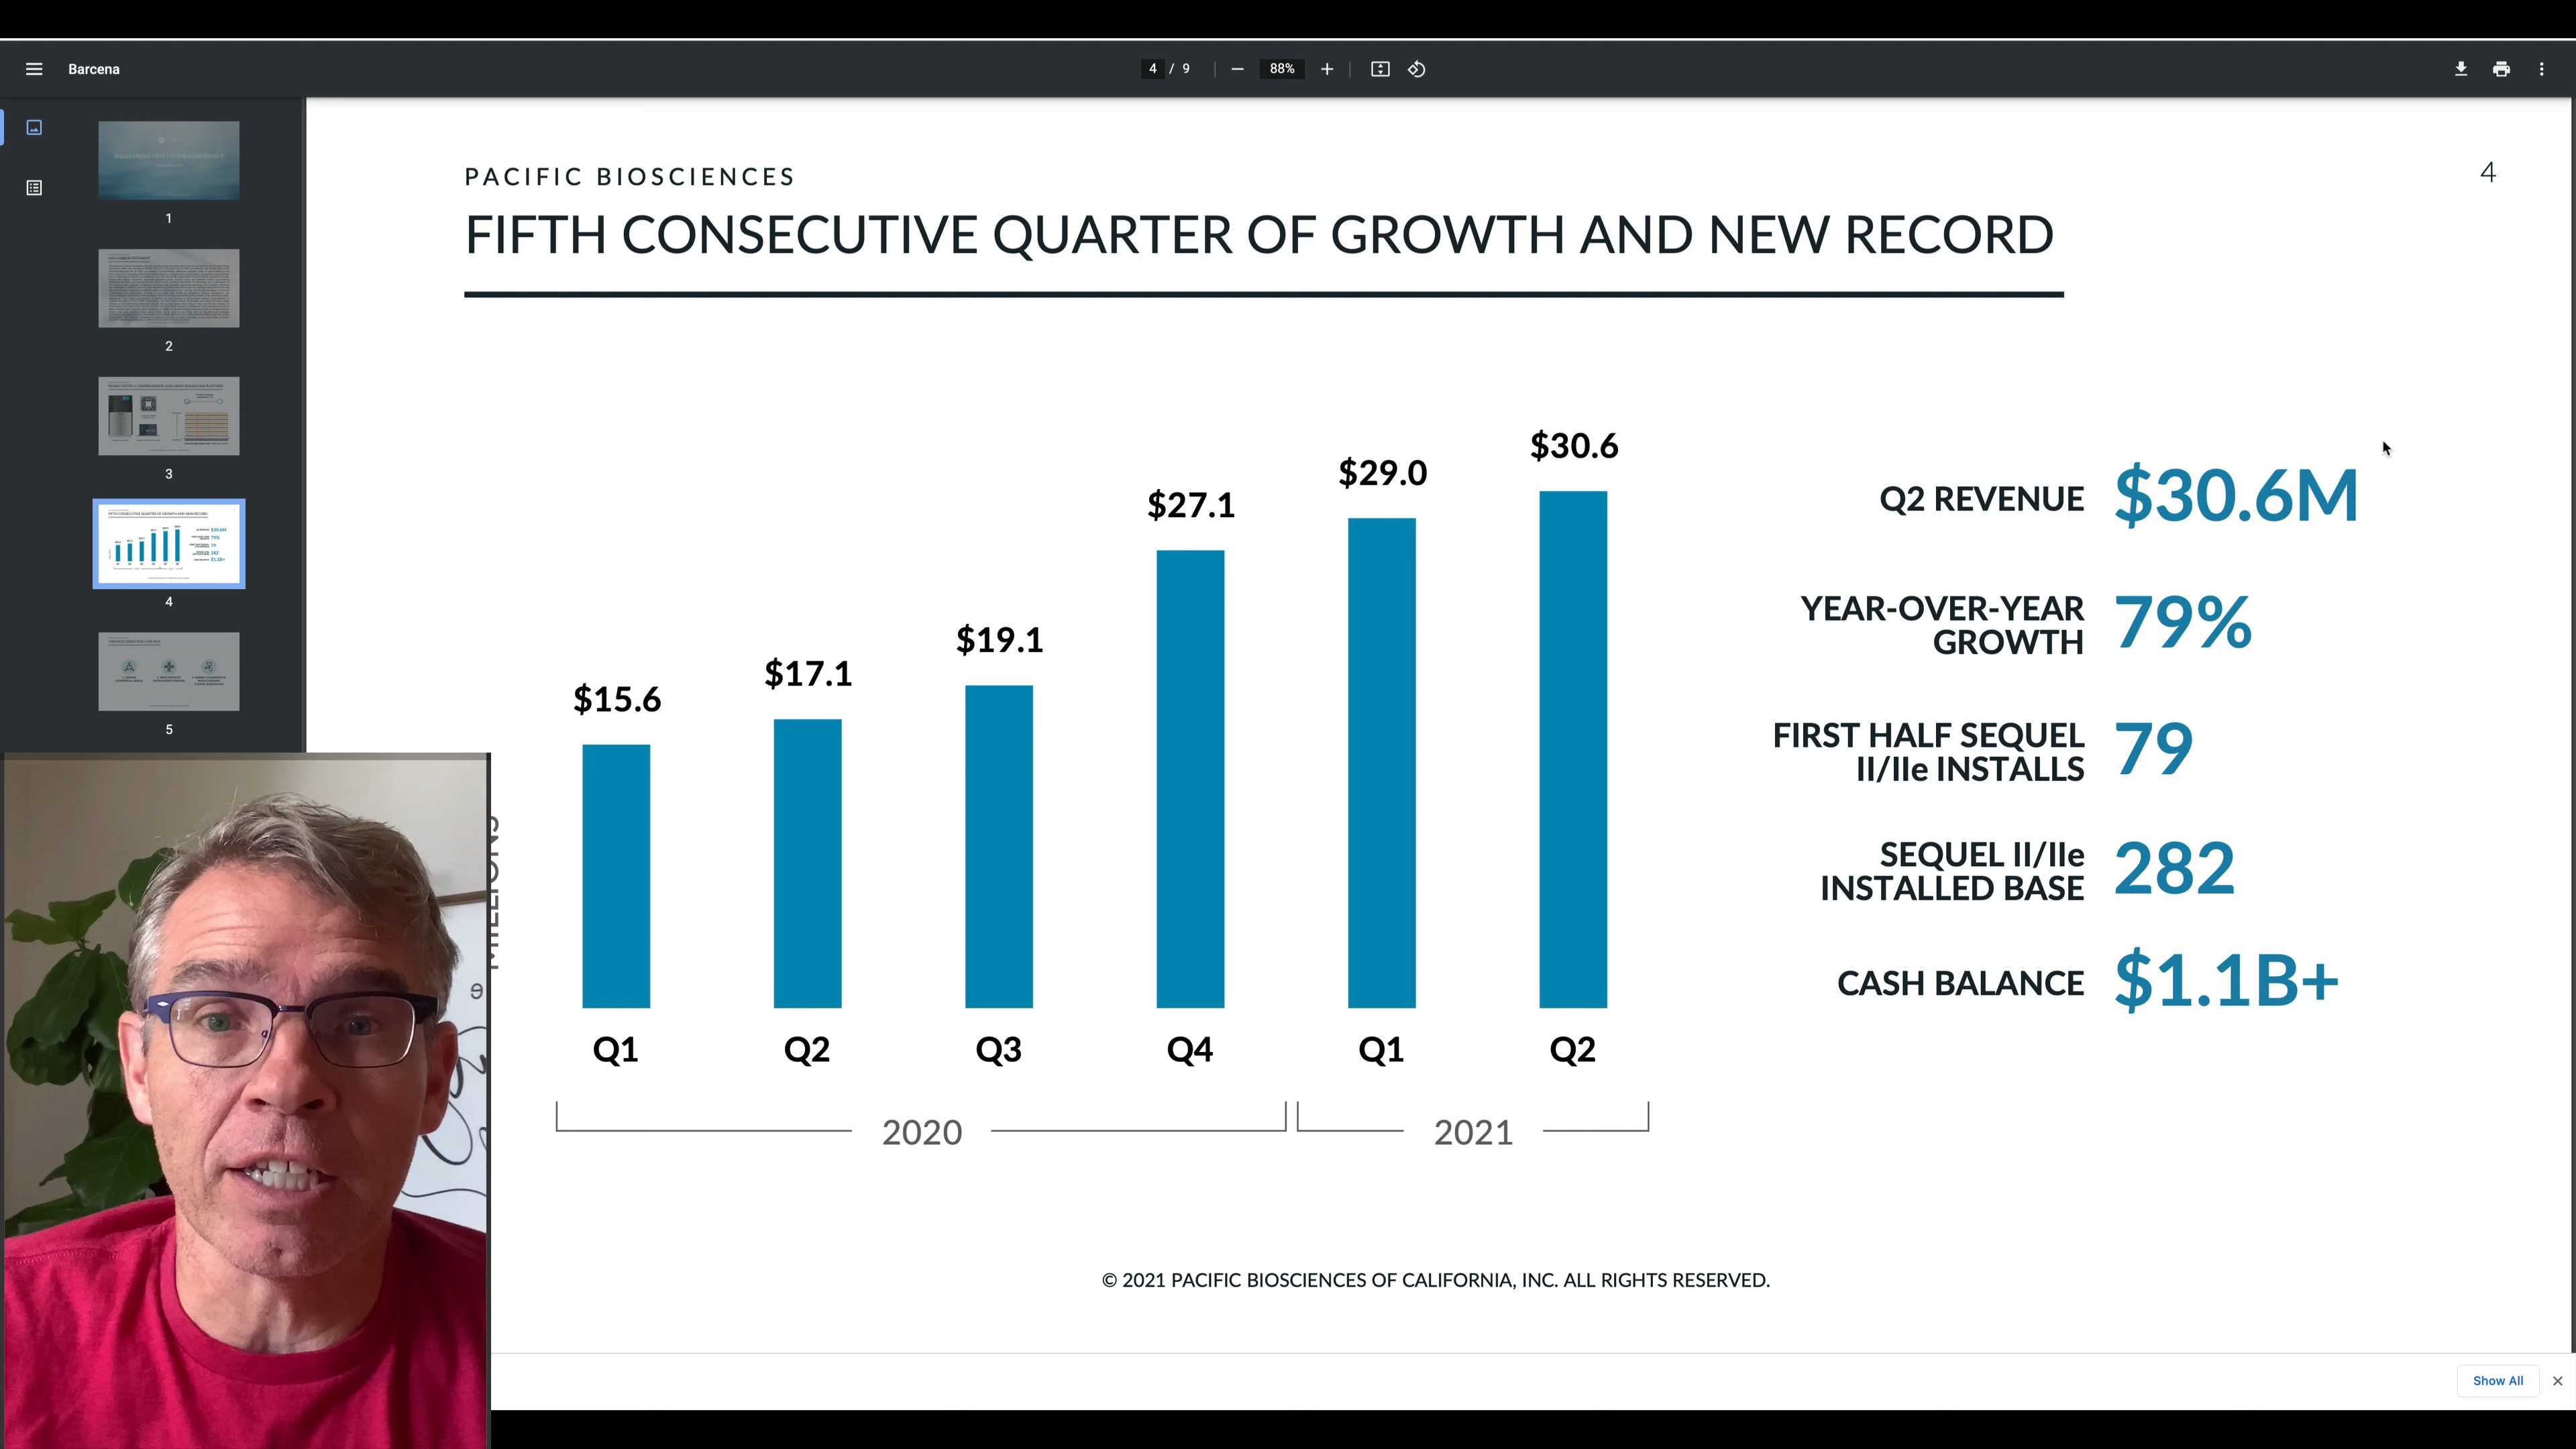 Barcena
4 / 9
88%
1
2
3
4
5
PACIFIC BIOSCIENCES
4
FIFTH CONSECUTIVE QUARTER OF GROWTH AND NEW RECORD
$15.6
$17.1
$19.1
$27.1
$29.0
$30.6
MILLIONS
Q1
Q2
Q3
Q4
Q1
Q2
2020
2021
Q2 REVENUE $30.6M
YEAR-OVER-YEAR
GROWTH
79%
FIRST HALF SEQUEL
II/IIe INSTALLS
79
SEQUEL II/IIe
INSTALLED BASE
282
CASH BALANCE $1.1B+
© 2021 PACIFIC BIOSCIENCES OF CALIFORNIA, INC. ALL RIGHTS RESERVED.
Show All